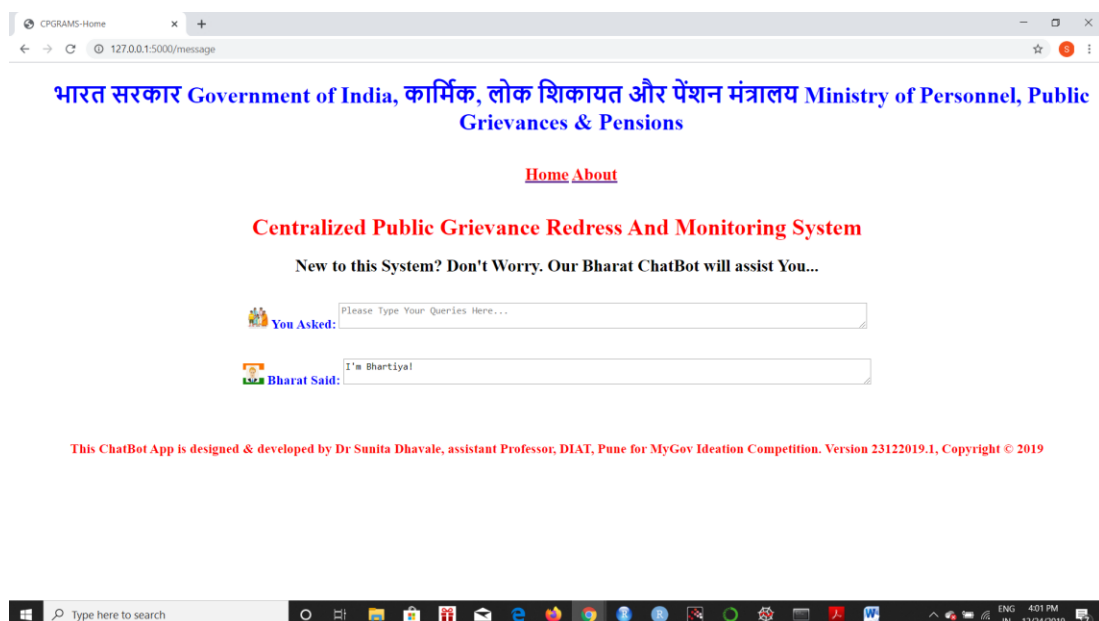 CPGRAMS-Home
127.0.0.1:5000/message
भारत सरकार Government of India, कार्मिक, लोक शिकायत और पेंशन मंत्रालय Ministry of Personnel, Public
Grievances & Pensions
Home About
Centralized Public Grievance Redress And Monitoring System
New to this System? Don't Worry. Our Bharat ChatBot will assist You...
You Asked: Please Type Your Queries Here...
Bharat Said: I'm Bhartiya!
This ChatBot App is designed & developed by Dr Sunita Dhavale, assistant Professor, DIAT, Pune for MyGov Ideation Competition. Version 23122019.1, Copyright © 2019
Type here to search
ENG 4:01 PM
IN 12/24/2019